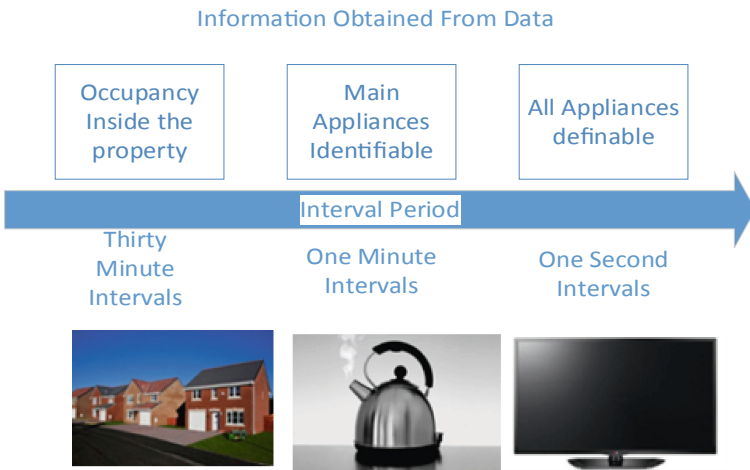 Information Obtained From Data
Occupancy
Inside the
property
Main
Appliances
Identifiable
All Appliances
definable
Interval Period
Thirty
Minute
Intervals
One Minute
Intervals
One Second
Intervals